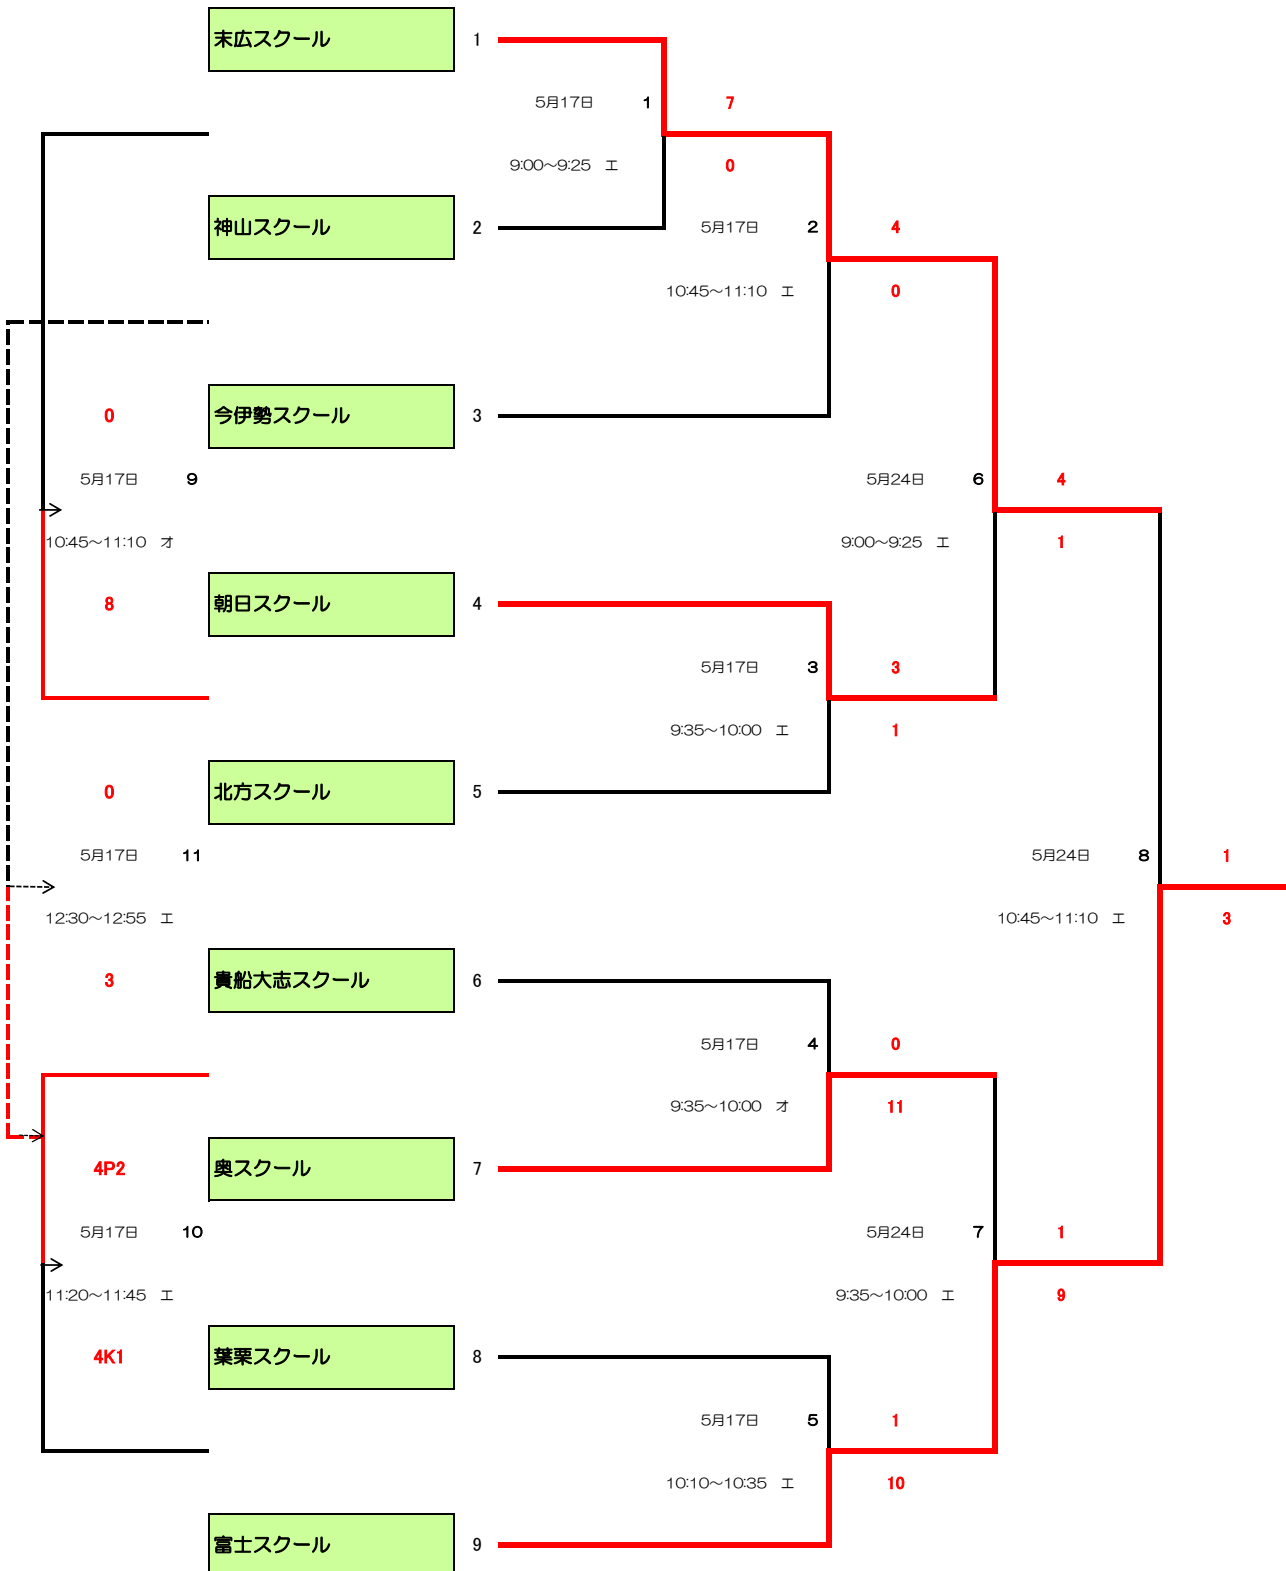 末広スクール 1
5月17日 1 7
9:00～9:25 エ 0
神山スクール 2 5月17日 2 4
10:45～11:10 エ 0
0 今伊勢スクール 3
5月17日 9 5月24日 6 4
10:45～11:10 オ 9:00～9:25 エ 1
8 朝日スクール 4
5月17日 3 3
9:35～10:00 エ 1
0 北方スクール 5
5月17日 11 5月24日 8 1
12:30～12:55 エ 10:45～11:10 エ 3
3 貴船大志スクール 6
5月17日 4 0
9:35～10:00 オ 11
4P2 奥スクール 7
5月17日 10 5月24日 7 1
11:20～11:45 エ 9:35～10:00 エ 9
4K1 葉栗スクール 8
5月17日 5 1
10:10～10:35 エ 10
富士スクール 9